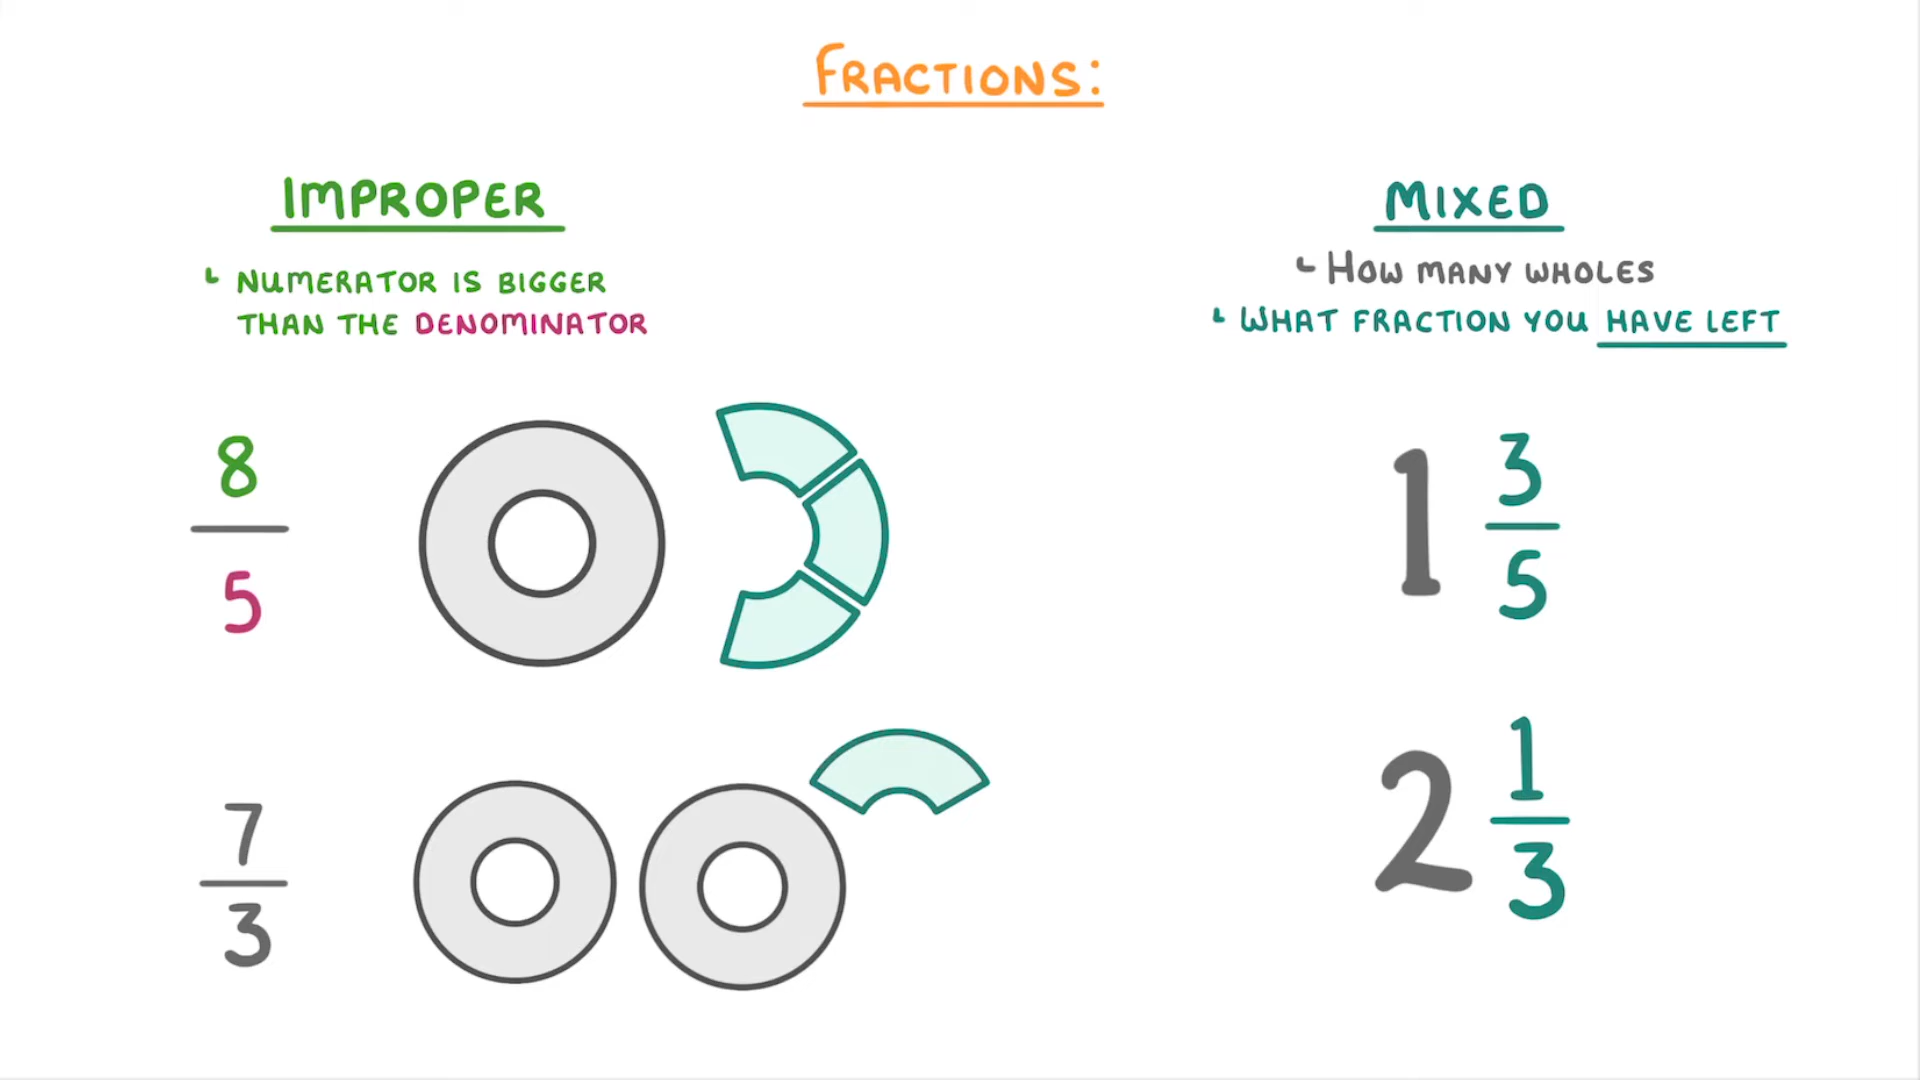 FRACTIONS:
IMPROPER
NUMERATOR IS BIGGER
THAN THE DENOMINATOR
MIXED
HOW MANY WHOLES
WHAT FRACTION YOU HAVE LEFT
8
5
1 3
5
7
3
2 1
3